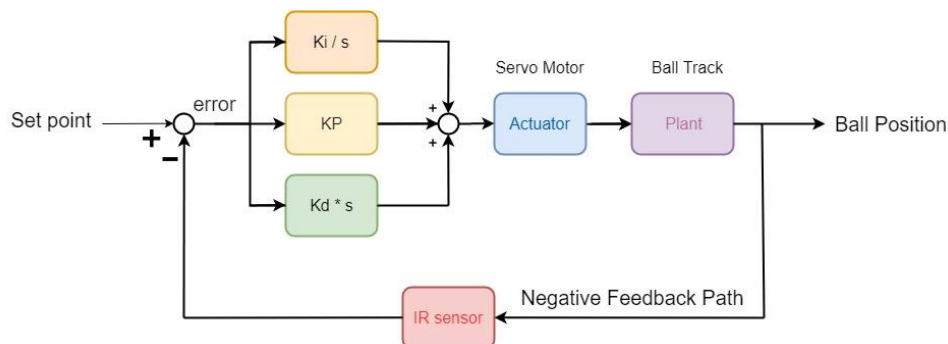 Ki / s
Servo Motor
Ball Track
error
+
Set point
KP
Actuator
Plant
Ball Position
+
−
+
Kd * s
Negative Feedback Path
IR sensor